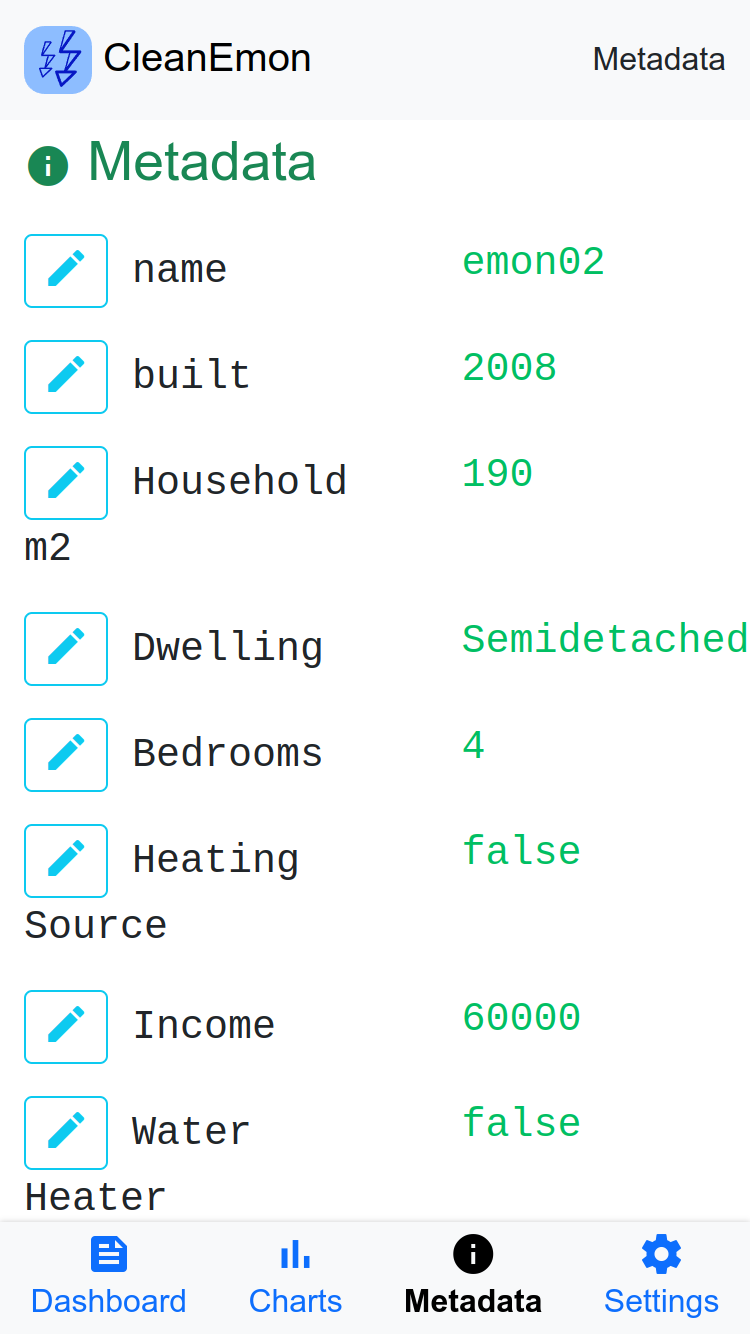 CleanEmon Metadata
Metadata
name emon02
built 2008
Household 190
m2
Dwelling Semidetached
Bedrooms 4
Heating false
Source
Income 60000
Water false
Heater
Dashboard Charts Metadata Settings